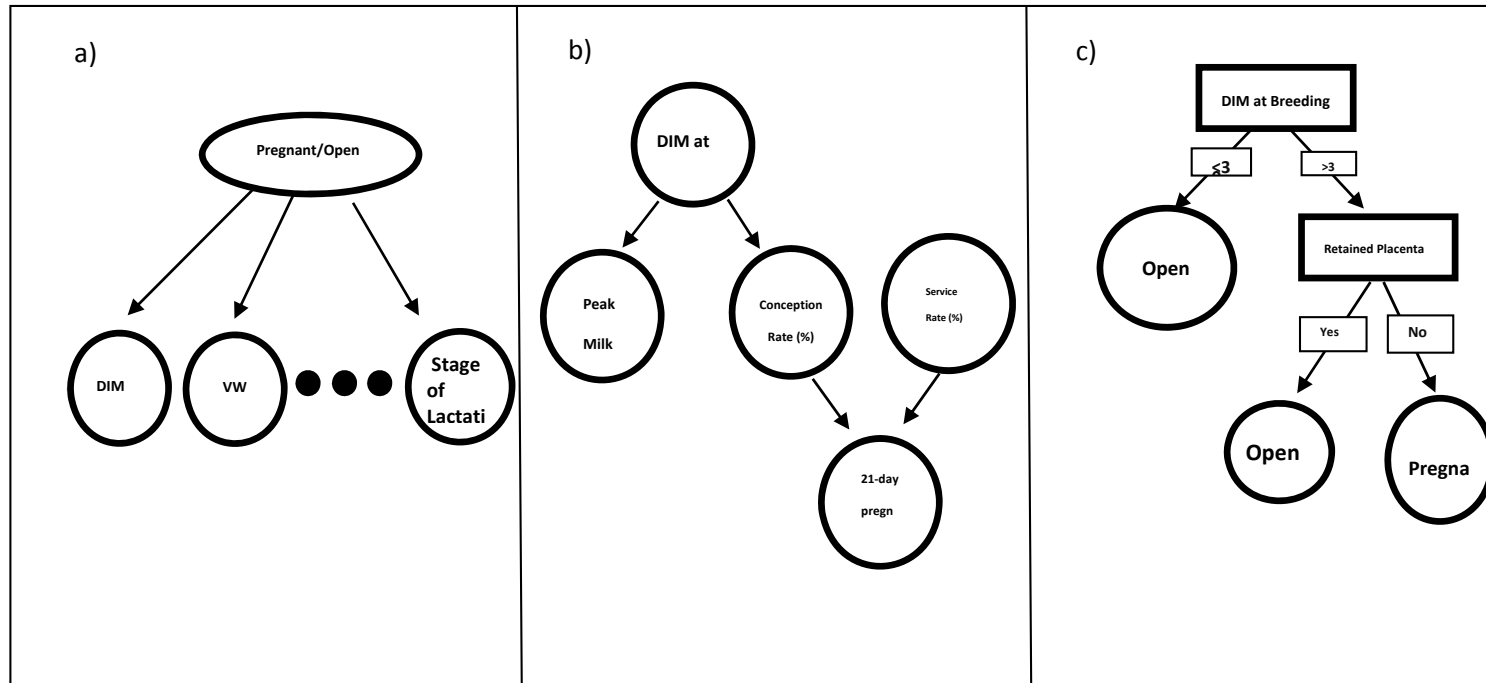 a)
Pregnant/Open
DIM
VW
Stage
of
Lactati
b)
DIM at
Peak
Milk
Conception
Rate (%)
Service
Rate (%)
21-day
pregn
c)
DIM at Breeding
≤3
>3
Open
Retained Placenta
Yes
No
Open
Pregna